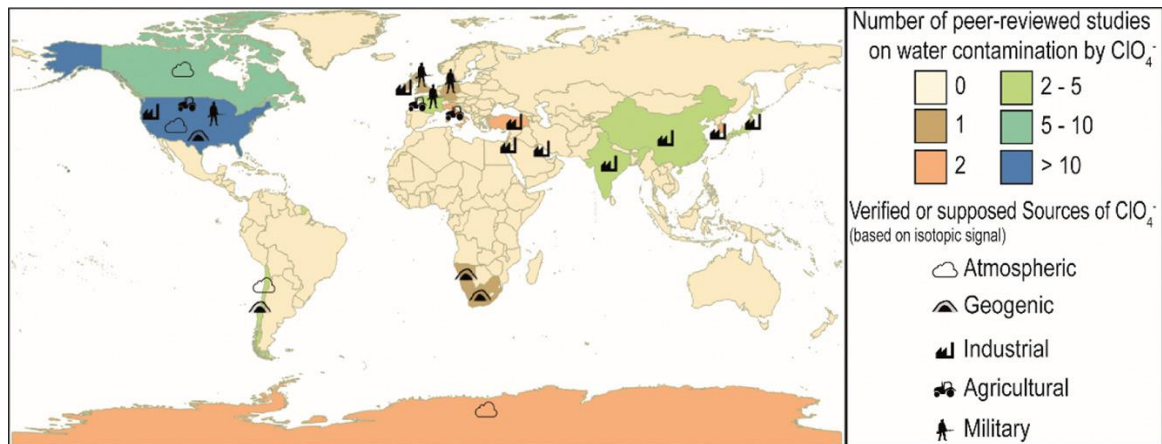 Number of peer-reviewed studies
on water contamination by ClO₄⁻
0
2 - 5
1
5 - 10
2
> 10
Verified or supposed Sources of ClO₄⁻
(based on isotopic signal)
Atmospheric
Geogenic
Industrial
Agricultural
Military